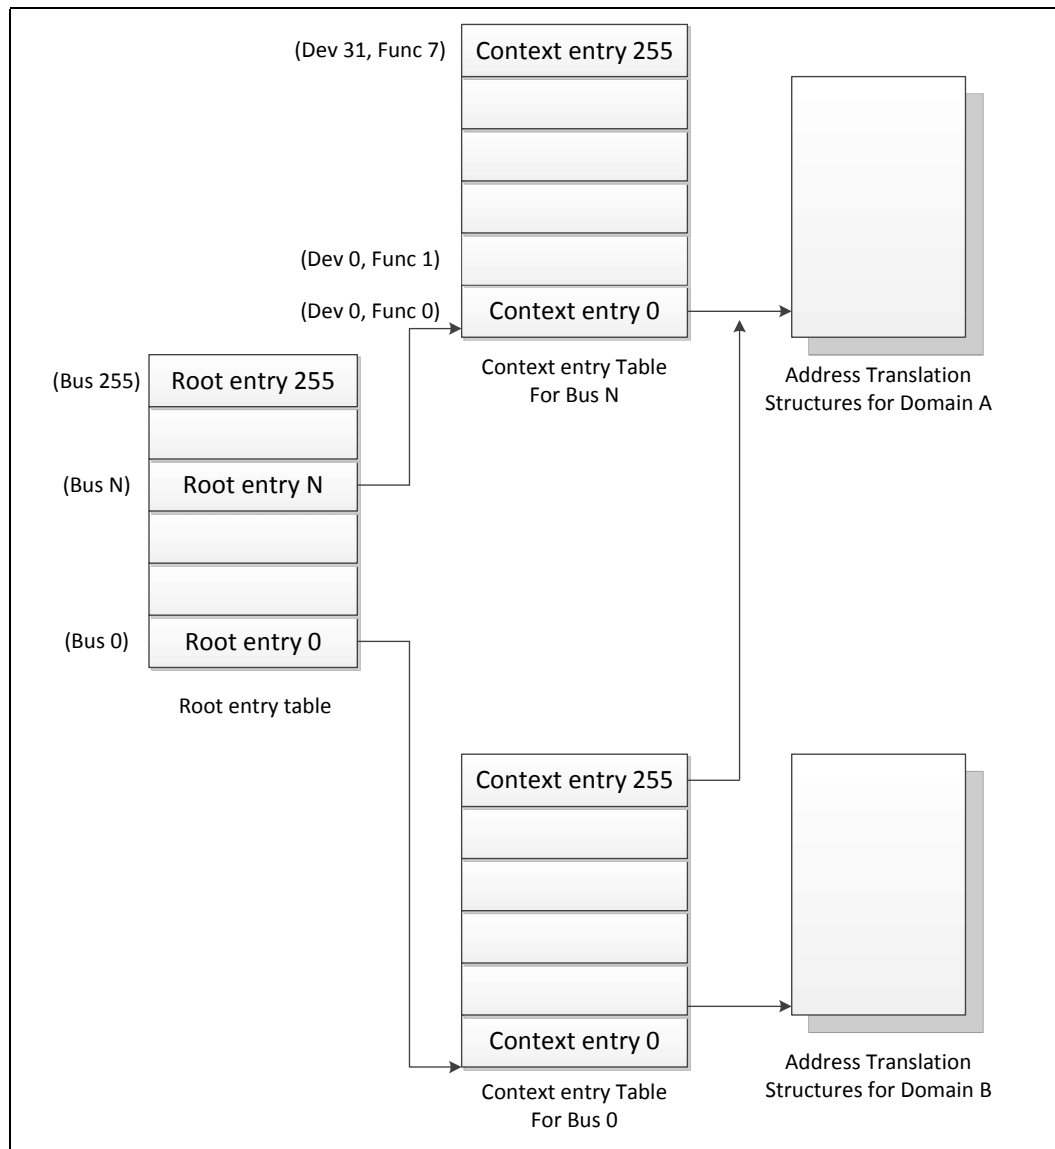 (Dev 31, Func 7)
Context entry 255
(Dev 0, Func 1)
(Dev 0, Func 0)
Context entry 0
Context entry Table
For Bus N
Address Translation
Structures for Domain A
(Bus 255)
Root entry 255
(Bus N)
Root entry N
(Bus 0)
Root entry 0
Root entry table
Context entry 255
Context entry 0
Context entry Table
For Bus 0
Address Translation
Structures for Domain B